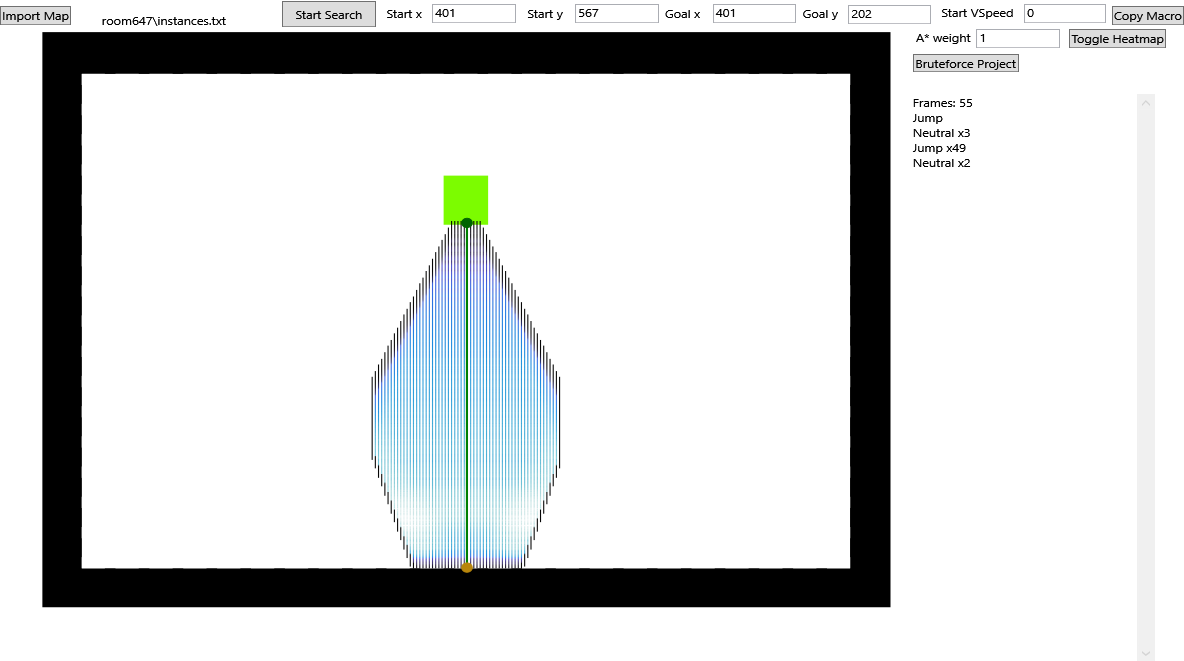 Import Map
room647\instances.txt
Start Search
Start x 401
Start y 567
Goal x 401
Goal y 202
Start VSpeed 0
Copy Macro
A* weight 1
Toggle Heatmap
Bruteforce Project
Frames: 55
Jump
Neutral x3
Jump x49
Neutral x2